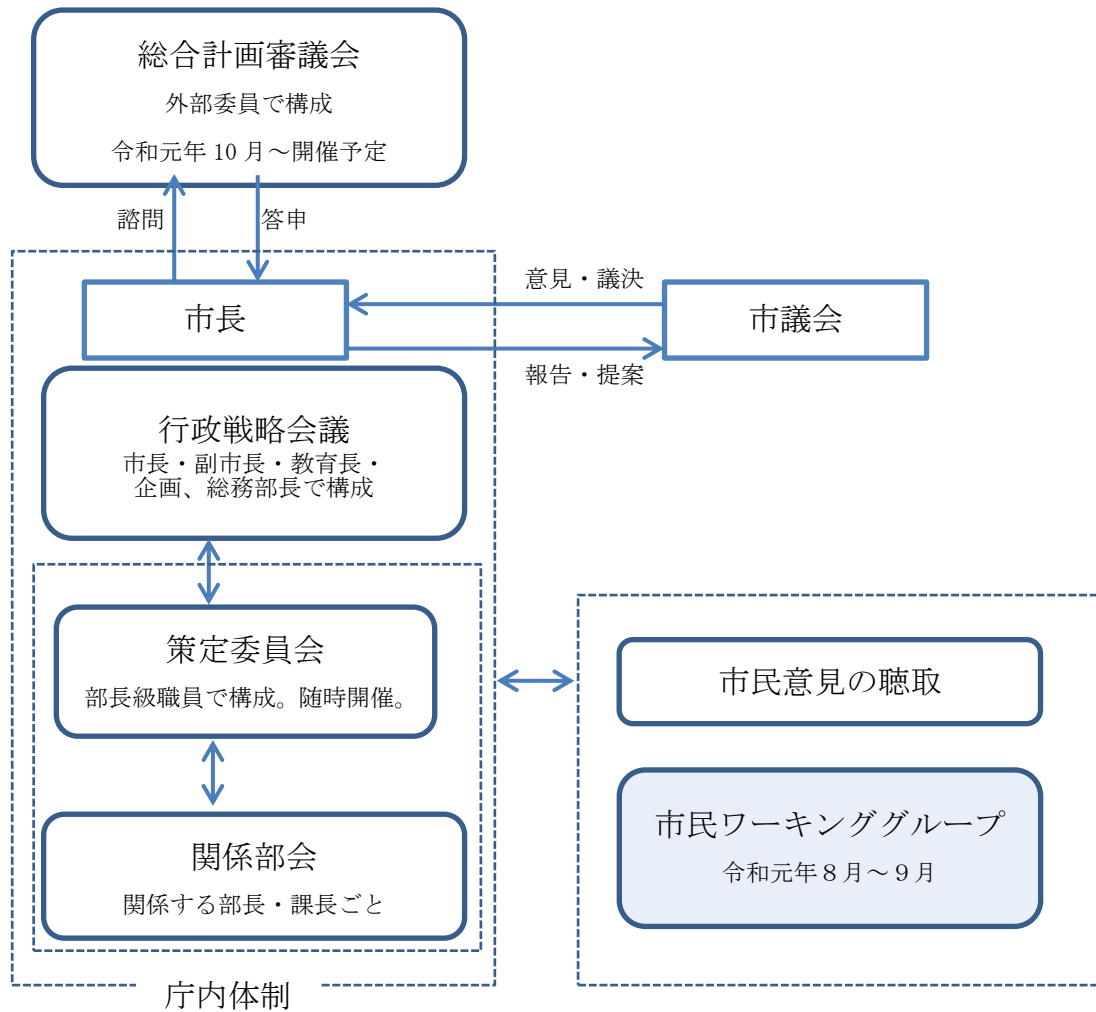 総合計画審議会
外部委員で構成
令和元年 10 月～開催予定
諮問
答申
市長
意見・議決
市議会
報告・提案
行政戦略会議
市長・副市長・教育長・
企画、総務部長で構成
策定委員会
部長級職員で構成。随時開催。
関係部会
関係する部長・課長ごと
庁内体制
市民意見の聴取
市民ワーキンググループ
令和元年８月～９月